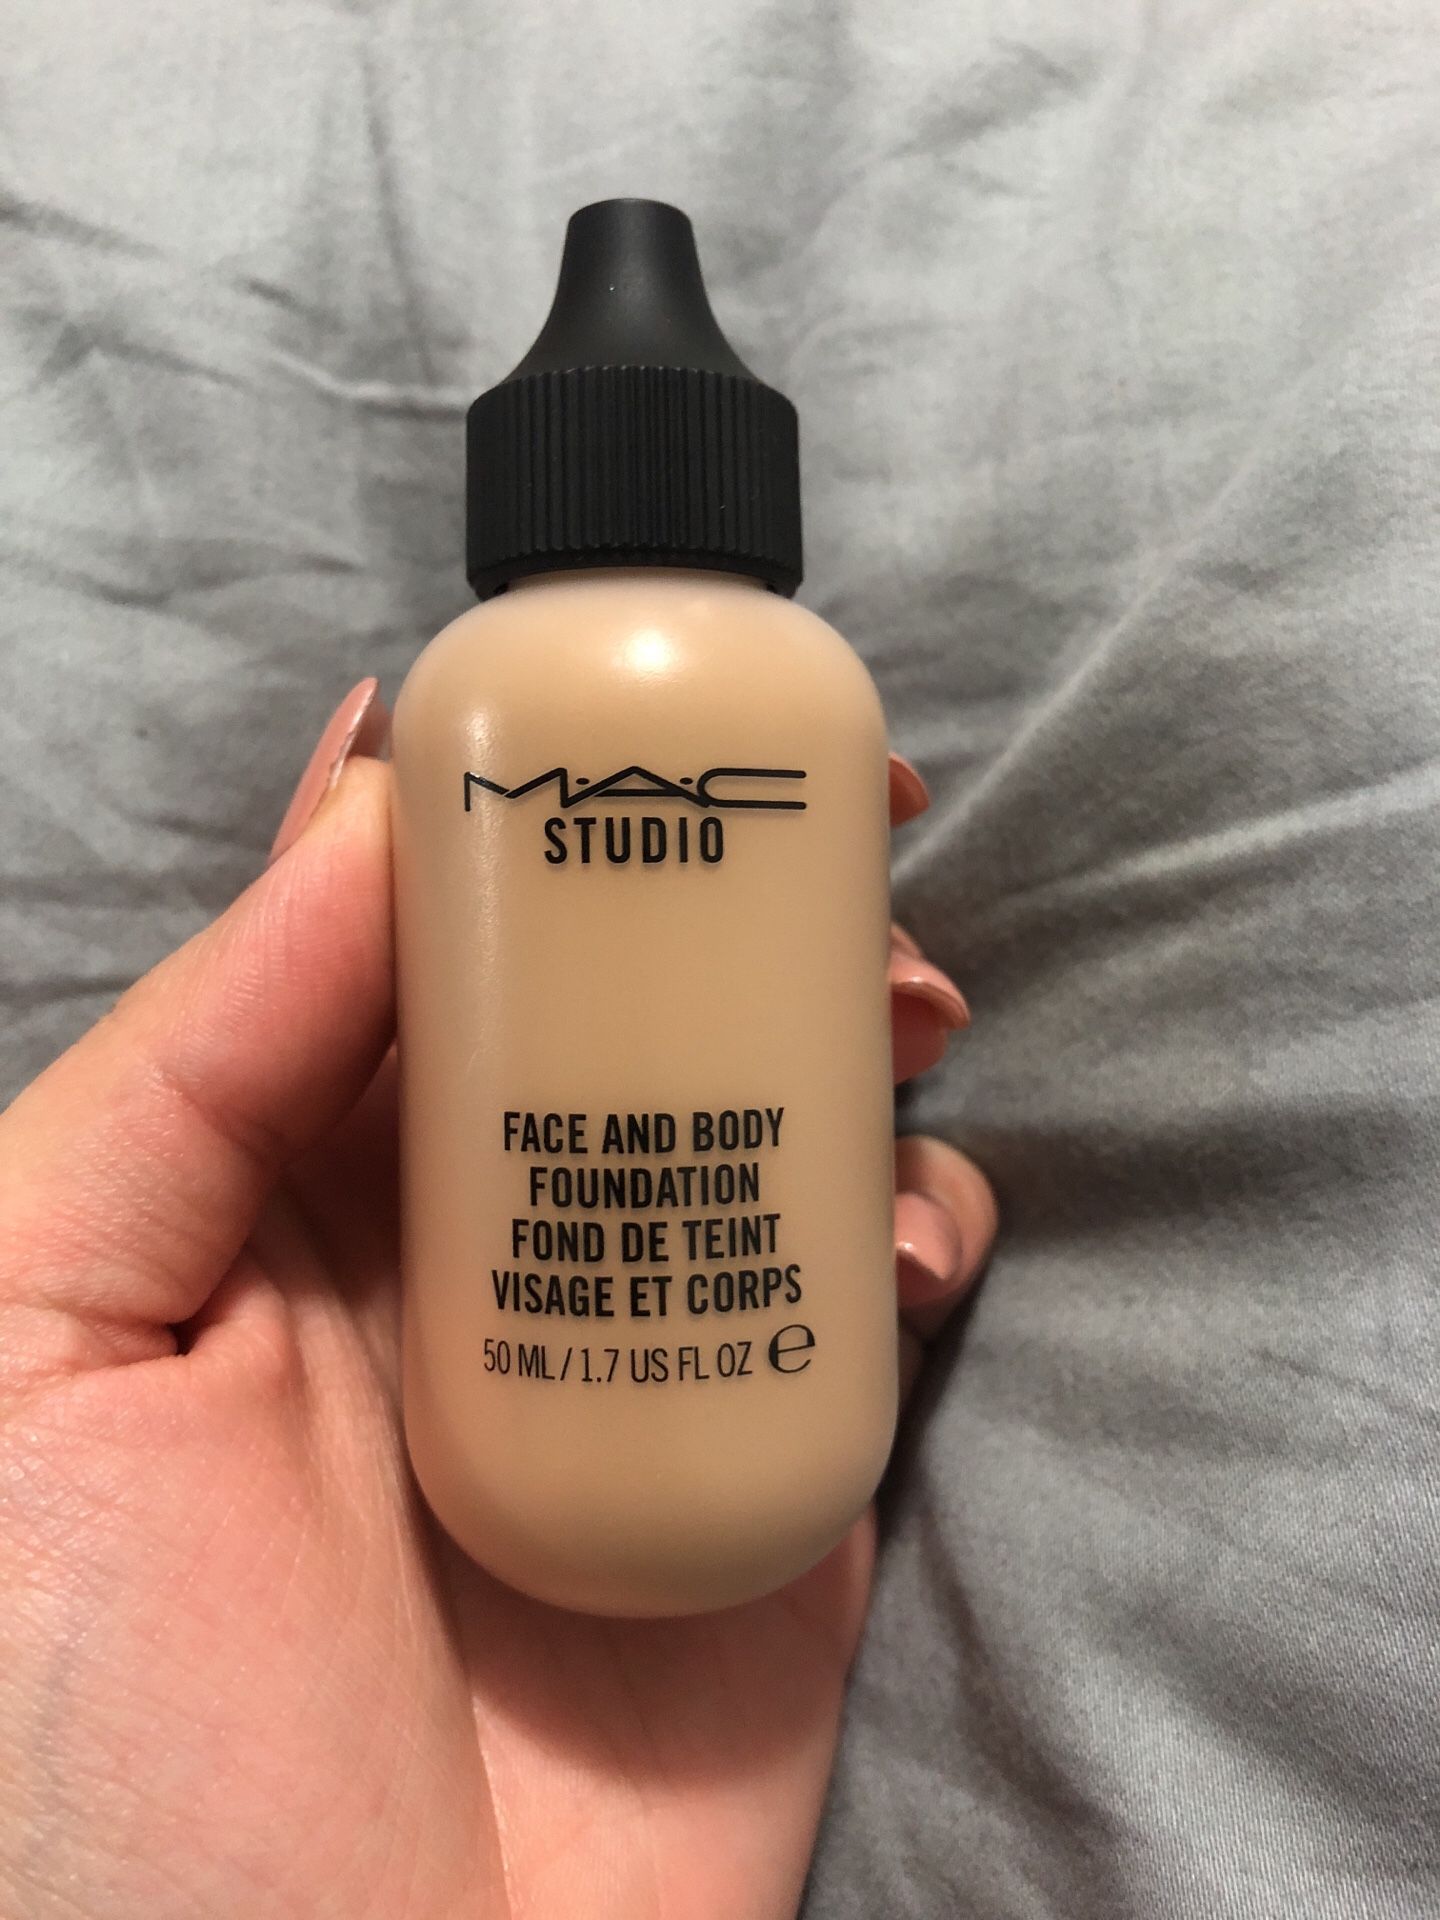 M·A·C
STUDIO
FACE AND BODY
FOUNDATION
FOND DE TEINT
VISAGE ET CORPS
50 ML / 1.7 US FL OZ ℮